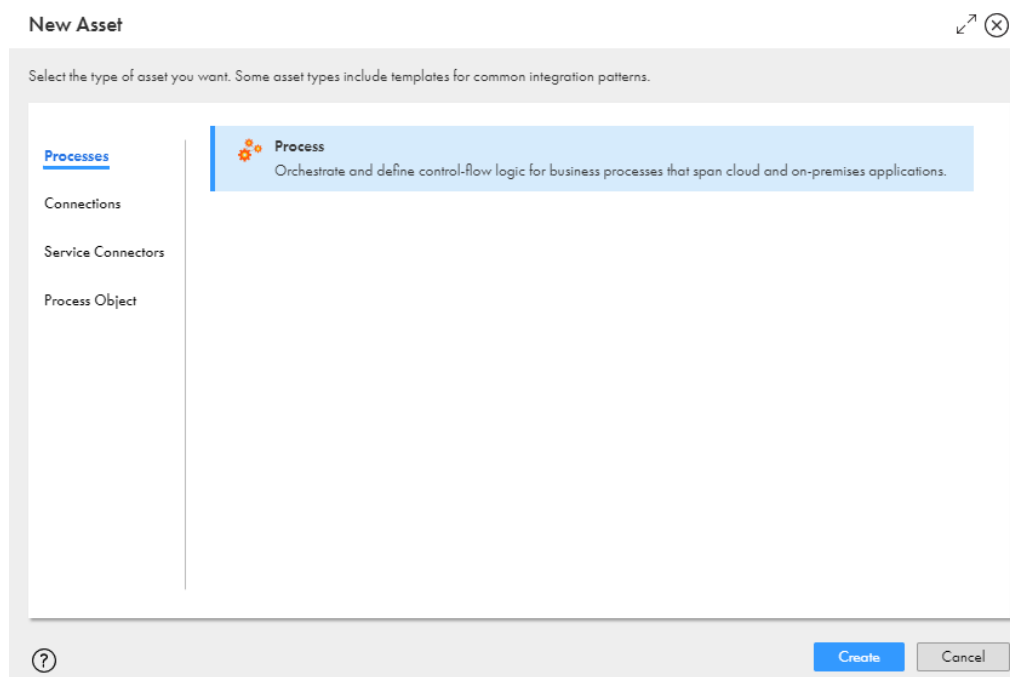 New Asset
Select the type of asset you want. Some asset types include templates for common integration patterns.
Processes
Connections
Service Connectors
Process Object
Process
Orchestrate and define control-flow logic for business processes that span cloud and on-premises applications.
?
Create
Cancel